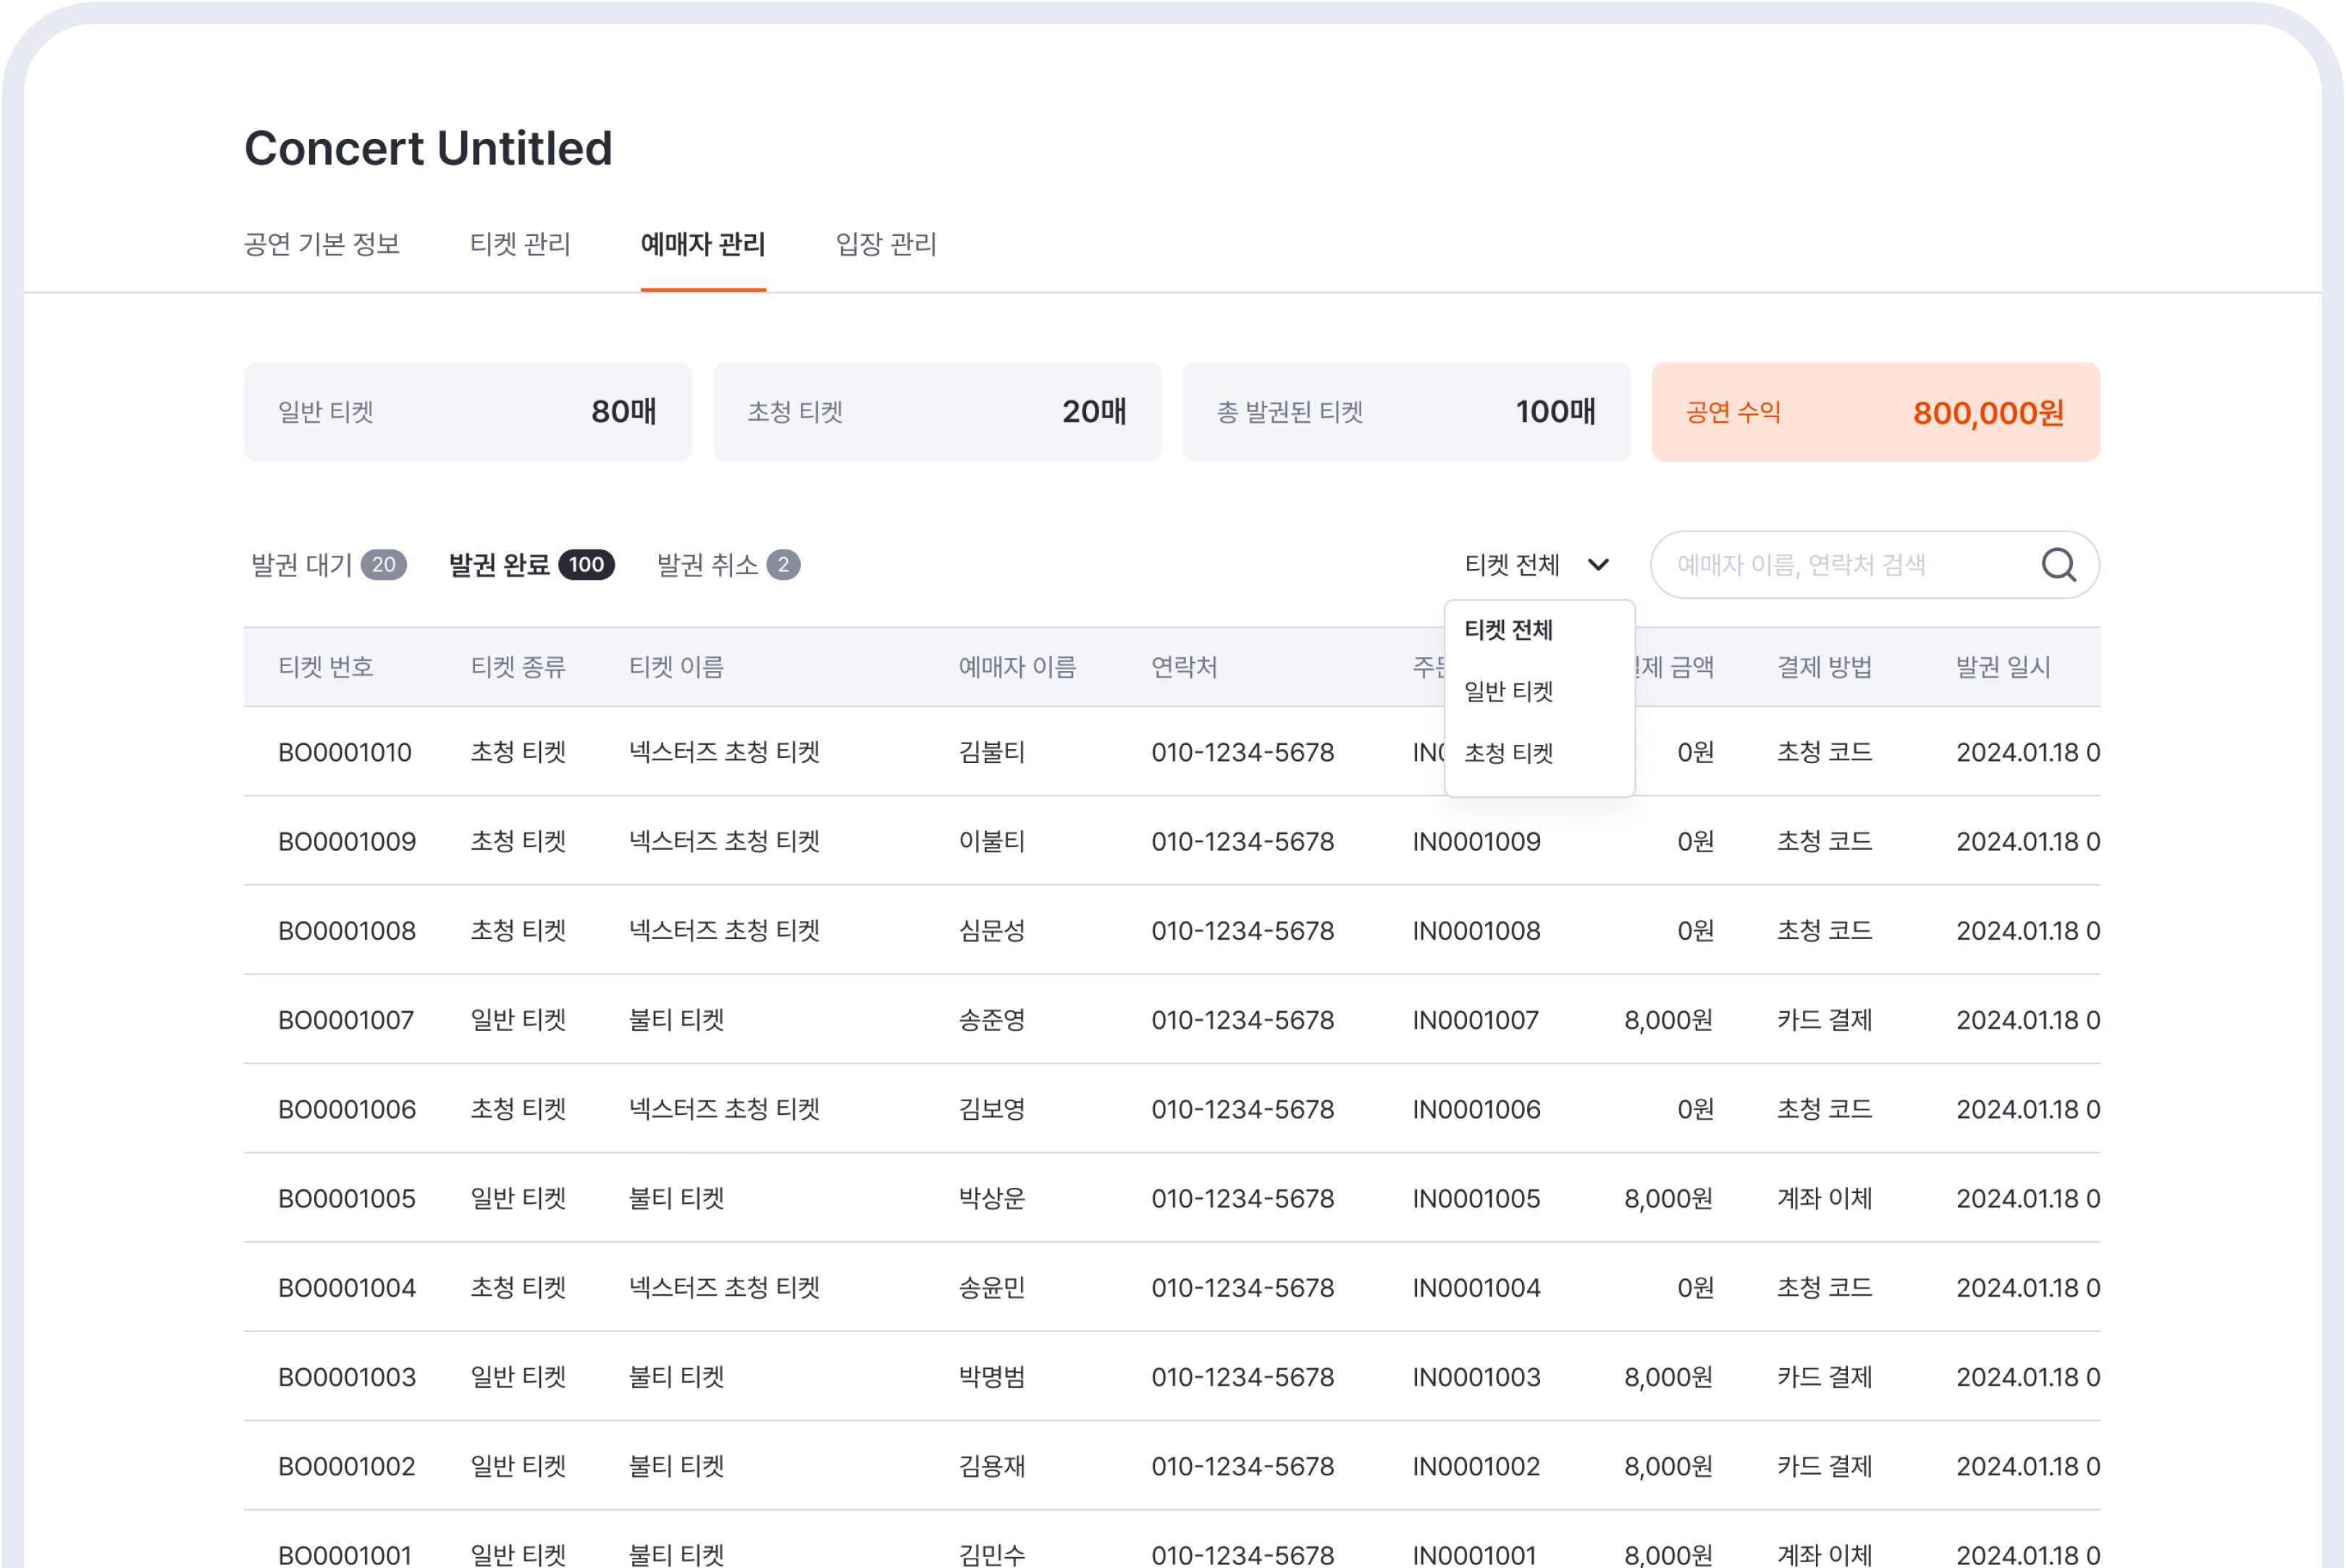 Concert Untitled
공연 기본 정보 티켓 관리 예매자 관리 입장 관리
일반 티켓 80매 초청 티켓 20매 총 발권된 티켓 100매 공연 수익 800,000원
발권 대기 20 발권 완료 100 발권 취소 2 티켓 전체 예매자 이름, 연락처 검색
티켓 전체
일반 티켓
초청 티켓
티켓 번호 티켓 종류 티켓 이름 예매자 이름 연락처 금액 결제 방법 발권 일시
BO0001010 초청 티켓 넥스터즈 초청 티켓 김불티 010-1234-5678 0원 초청 코드 2024.01.18 0
BO0001009 초청 티켓 넥스터즈 초청 티켓 이불티 010-1234-5678 IN0001009 0원 초청 코드 2024.01.18 0
BO0001008 초청 티켓 넥스터즈 초청 티켓 심문성 010-1234-5678 IN0001008 0원 초청 코드 2024.01.18 0
BO0001007 일반 티켓 불티 티켓 송준영 010-1234-5678 IN0001007 8,000원 카드 결제 2024.01.18 0
BO0001006 초청 티켓 넥스터즈 초청 티켓 김보영 010-1234-5678 IN0001006 0원 초청 코드 2024.01.18 0
BO0001005 일반 티켓 불티 티켓 박상운 010-1234-5678 IN0001005 8,000원 계좌 이체 2024.01.18 0
BO0001004 초청 티켓 넥스터즈 초청 티켓 송윤민 010-1234-5678 IN0001004 0원 초청 코드 2024.01.18 0
BO0001003 일반 티켓 불티 티켓 박명범 010-1234-5678 IN0001003 8,000원 카드 결제 2024.01.18 0
BO0001002 일반 티켓 불티 티켓 김용재 010-1234-5678 IN0001002 8,000원 카드 결제 2024.01.18 0
BO0001001 일반 티켓 불티 티켓 김민수 010-1234-5678 IN0001001 8,000원 계좌 이체 2024.01.18 0